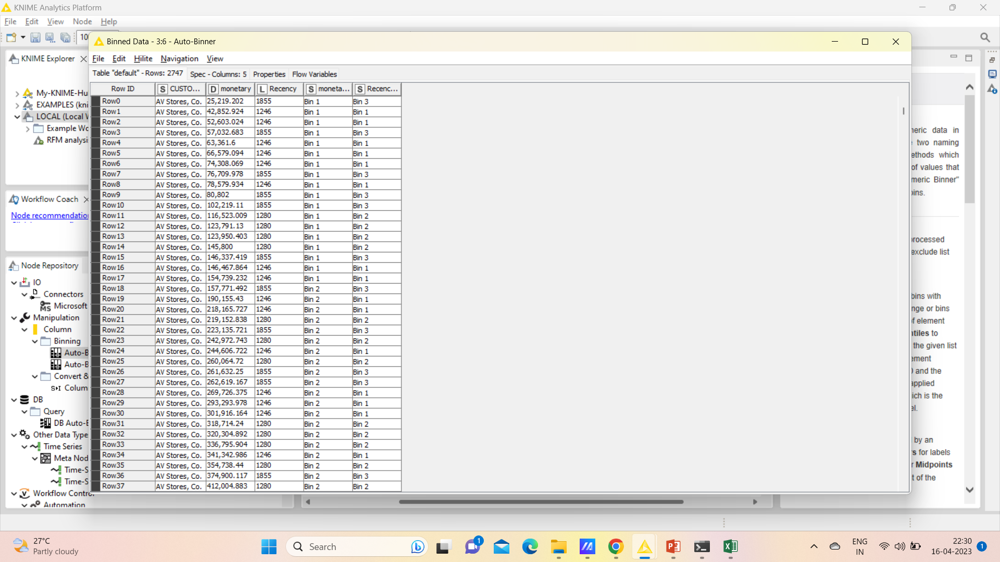 KNIME Analytics Platform
File Edit View Node Help
10
KNIME Explorer
My-KNIME-Hu
EXAMPLES (kni
LOCAL (Local W
Example Wo
RFM analysi
Workflow Coach
Node recommendation
Node Repository
IO
Connectors
Microsoft
Manipulation
Column
Binning
Auto-B
Auto-B
Convert &
Colum
DB
Query
DB Auto-B
Other Data Type
Time Series
Meta Nod
Time-S
Time-S
Workflow Control
Automation
Binned Data - 3:6 - Auto-Binner
File Edit Hilite Navigation View
Table "default" - Rows: 2747 Spec - Columns: 5 Properties Flow Variables
Row ID S CUSTO... D monetary L Recency S moneta... S Recenc...
Row0 AV Stores, Co. 25,219.202 1855 Bin 1 Bin 3
Row1 AV Stores, Co. 42,852.924 1246 Bin 1 Bin 1
Row2 AV Stores, Co. 52,603.024 1246 Bin 1 Bin 1
Row3 AV Stores, Co. 57,032.683 1855 Bin 1 Bin 3
Row4 AV Stores, Co. 63,361.6 1246 Bin 1 Bin 1
Row5 AV Stores, Co. 66,579.094 1246 Bin 1 Bin 1
Row6 AV Stores, Co. 74,308.069 1246 Bin 1 Bin 1
Row7 AV Stores, Co. 76,709.978 1855 Bin 1 Bin 3
Row8 AV Stores, Co. 78,579.934 1246 Bin 1 Bin 1
Row9 AV Stores, Co. 80,802 1855 Bin 1 Bin 3
Row10 AV Stores, Co. 102,219.11 1855 Bin 1 Bin 3
Row11 AV Stores, Co. 116,523.009 1280 Bin 1 Bin 2
Row12 AV Stores, Co. 123,791.13 1280 Bin 1 Bin 2
Row13 AV Stores, Co. 123,950.403 1280 Bin 1 Bin 2
Row14 AV Stores, Co. 145,800 1280 Bin 1 Bin 2
Row15 AV Stores, Co. 146,337.419 1855 Bin 1 Bin 3
Row16 AV Stores, Co. 146,467.864 1246 Bin 1 Bin 1
Row17 AV Stores, Co. 154,739.232 1246 Bin 1 Bin 1
Row18 AV Stores, Co. 157,771.492 1855 Bin 2 Bin 3
Row19 AV Stores, Co. 190,155.43 1246 Bin 2 Bin 1
Row20 AV Stores, Co. 218,165.727 1246 Bin 2 Bin 1
Row21 AV Stores, Co. 219,152.838 1280 Bin 2 Bin 2
Row22 AV Stores, Co. 223,135.721 1855 Bin 2 Bin 3
Row23 AV Stores, Co. 242,972.743 1280 Bin 2 Bin 2
Row24 AV Stores, Co. 244,606.722 1246 Bin 2 Bin 1
Row25 AV Stores, Co. 260,064.72 1280 Bin 2 Bin 2
Row26 AV Stores, Co. 261,632.25 1855 Bin 2 Bin 3
Row27 AV Stores, Co. 262,619.167 1855 Bin 2 Bin 3
Row28 AV Stores, Co. 269,726.375 1246 Bin 2 Bin 1
Row29 AV Stores, Co. 293,293.978 1246 Bin 2 Bin 1
Row30 AV Stores, Co. 301,916.164 1246 Bin 2 Bin 1
Row31 AV Stores, Co. 318,714.24 1280 Bin 2 Bin 2
Row32 AV Stores, Co. 320,304.892 1280 Bin 2 Bin 2
Row33 AV Stores, Co. 336,795.904 1280 Bin 2 Bin 2
Row34 AV Stores, Co. 341,342.986 1246 Bin 2 Bin 1
Row35 AV Stores, Co. 354,738.44 1280 Bin 2 Bin 2
Row36 AV Stores, Co. 374,900.117 1855 Bin 2 Bin 3
Row37 AV Stores, Co. 412,004.883 1280 Bin 2 Bin 2
neric data in
two naming
ethods which
of values that
meric Binner"
bins.
processed
exclude list
bins with
nge or bins
of element
ntiles to
the given list
ement
and the
applied
ich is the
el.
by an
s for labels
r Midpoints
t of the
27°C
Partly cloudy
Search
1
ENG
IN
22:30
16-04-2023
1